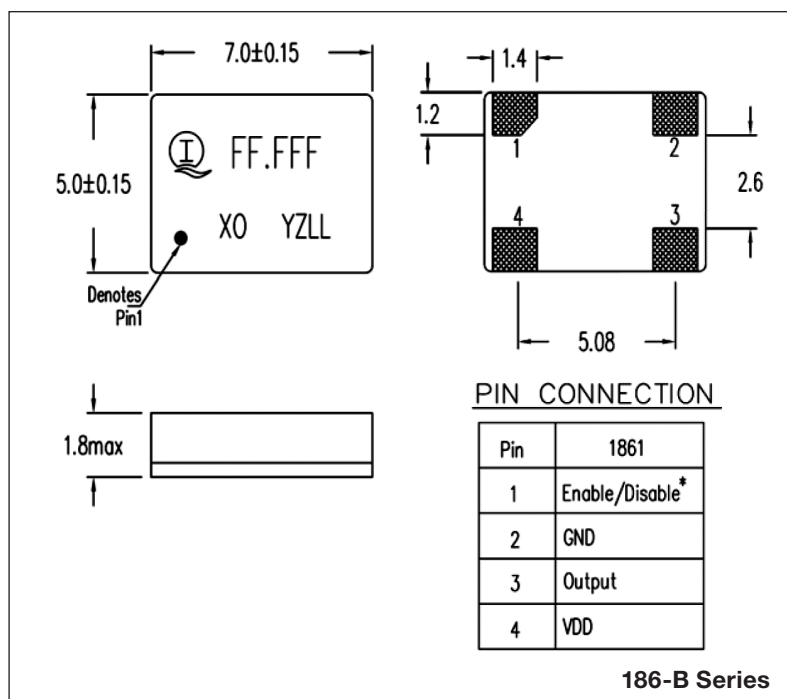 7.0±0.15
5.0±0.15
I
FF.FFF
XO YZLL
Denotes
Pin1
1.4
1.2
1
2
2.6
4
3
5.08
1.8max
PIN CONNECTION
Pin 1861
1 Enable/Disable*
2 GND
3 Output
4 VDD
186-B Series